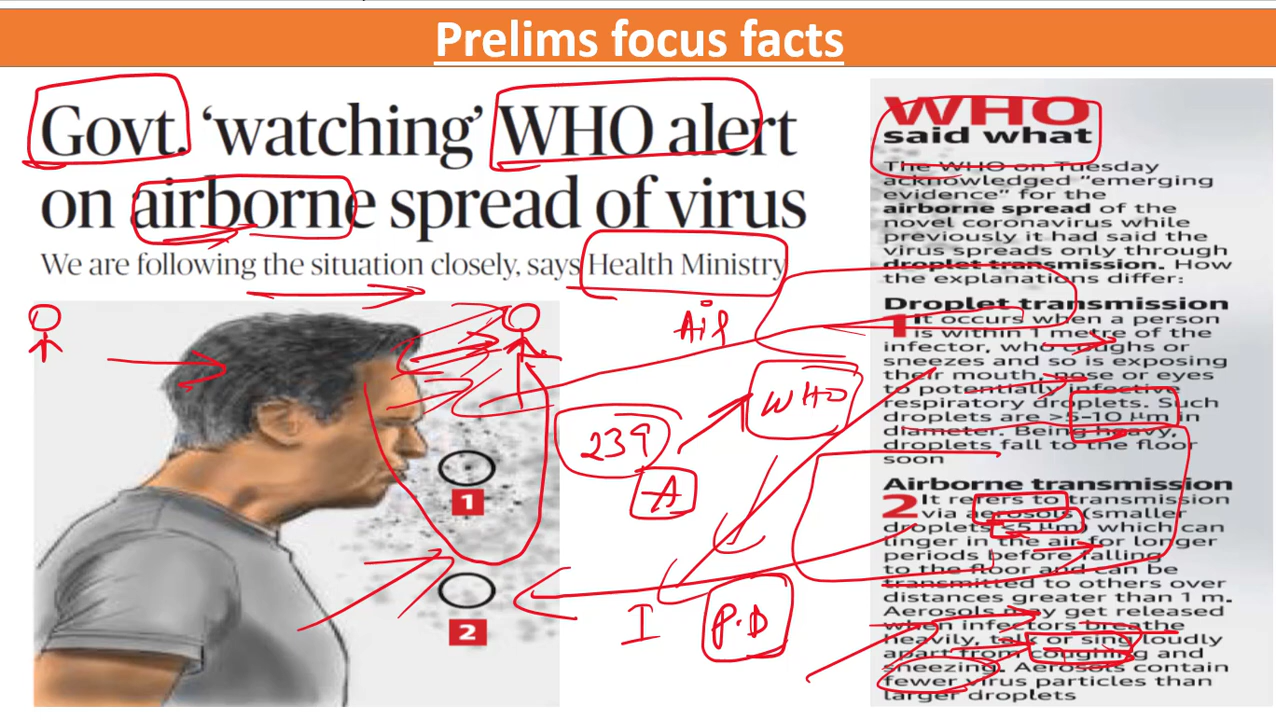 Prelims focus facts
Govt. ‘watching’ WHO alert
on airborne spread of virus
We are following the situation closely, says Health Ministry
Air
WHO
239
A
I P.D
1
2
WHO
said what
The WHO on Tuesday
acknowledged “emerging
evidence” for the
airborne spread of the
novel coronavirus while
previously it had said the
virus spreads only through
droplet transmission. How
the explanations differ:
Droplet transmission
1 It occurs when a person
is within 1 metre of the
infector, who coughs or
sneezes and so is exposing
their mouth, nose or eyes
to potentially infective
respiratory droplets. Such
droplets are >5-10 μm in
diameter. Being heavy,
droplets fall to the floor
soon
Airborne transmission
2 It refers to transmission
via aerosols (smaller
droplets <5 μm) which can
linger in the air for longer
periods before falling
to the floor and can be
transmitted to others over
distances greater than 1 m.
Aerosols may get released
when infectors breathe
heavily, talk or sing loudly
apart from coughing and
sneezing. Aerosols contain
fewer virus particles than
larger droplets